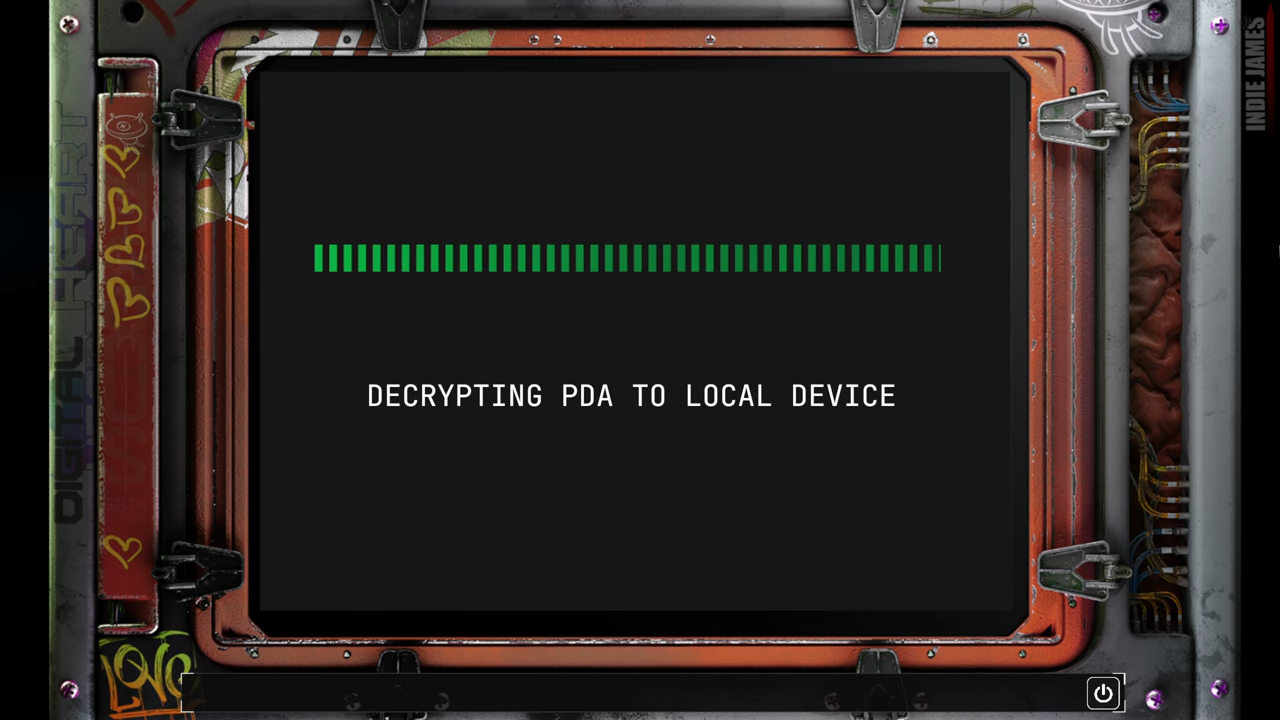 DECRYPTING PDA TO LOCAL DEVICE
INDIE JAMES
DIGITAL HEART
LOVE